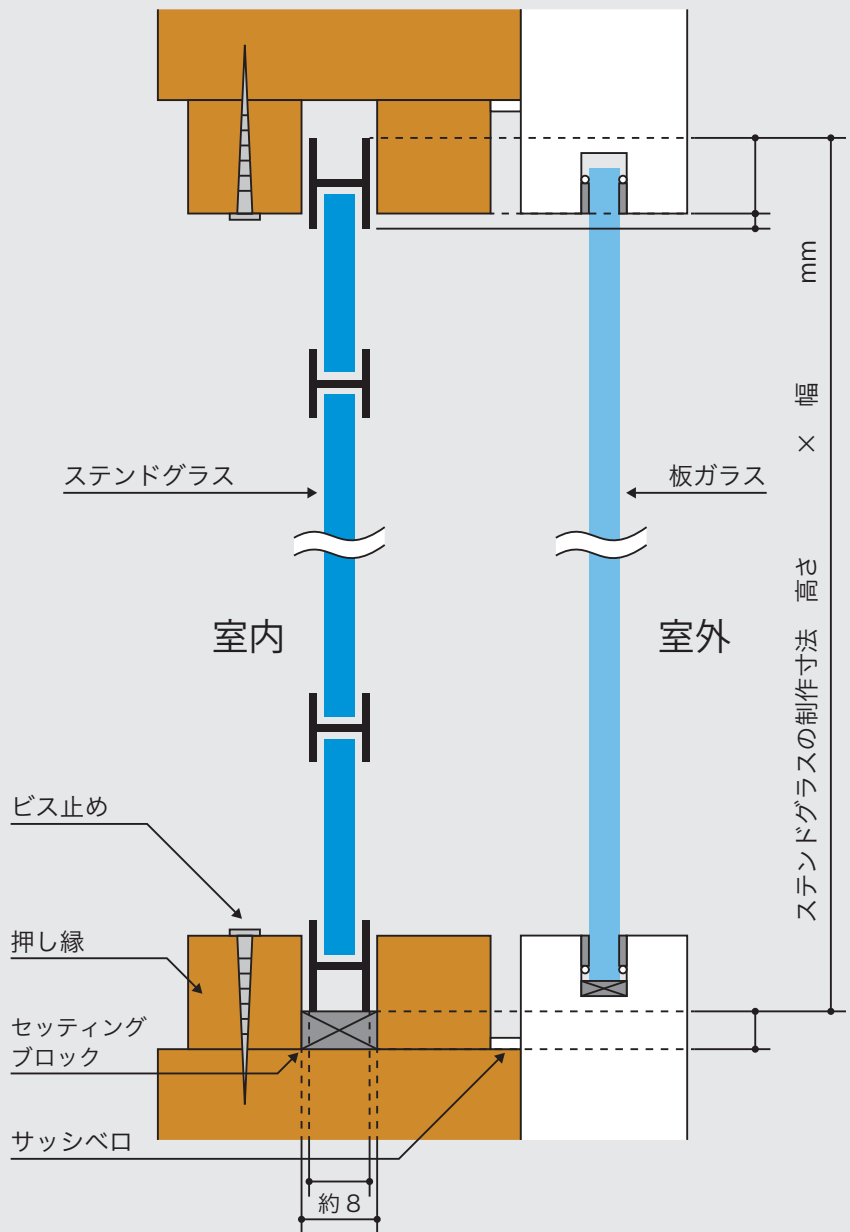 ステンドグラス
板ガラス
室内
室外
ステンドグラスの制作寸法 高さ × 幅 mm
ビス止め
押し縁
セッティング
ブロック
サッシベロ
約8